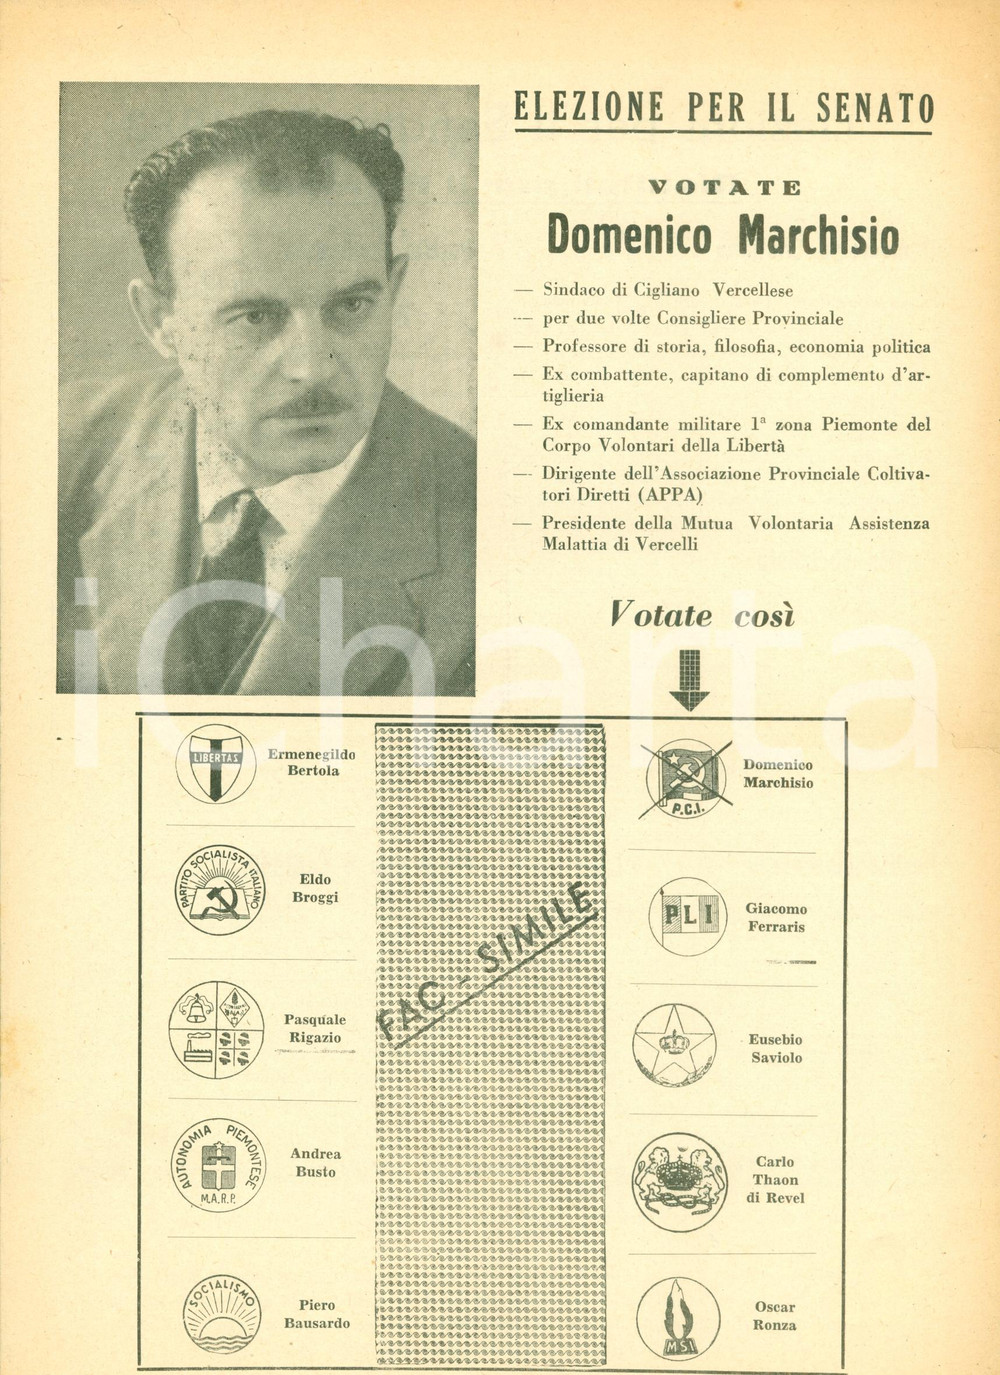 ELEZIONE PER IL SENATO
VOTATE
Domenico Marchisio
— Sindaco di Cigliano Vercellese
— per due volte Consigliere Provinciale
— Professore di storia, filosofia, economia politica
— Ex combattente, capitano di complemento d'ar-
tiglieria
— Ex comandante militare 1ª zona Piemonte del
Corpo Volontari della Libertà
— Dirigente dell'Associazione Provinciale Coltiva-
tori Diretti (APPA)
— Presidente della Mutua Volontaria Assistenza
Malattia di Vercelli
Votate così
iCharta
LIBERTAS
Ermenegildo
Bertola
PARTITO SOCIALISTA ITALIANO
Eldo
Broggi
Pasquale
Rigazio
AUTONOMIA PIEMONTESE
M.A.R.P.
Andrea
Busto
SOCIALISMO
Piero
Bausardo
FAC-SIMILE
P.C.I.
Domenico
Marchisio
PLI
Giacomo
Ferraris
Eusebio
Saviolo
Carlo
Thaon
di Revel
MSI
Oscar
Ronza